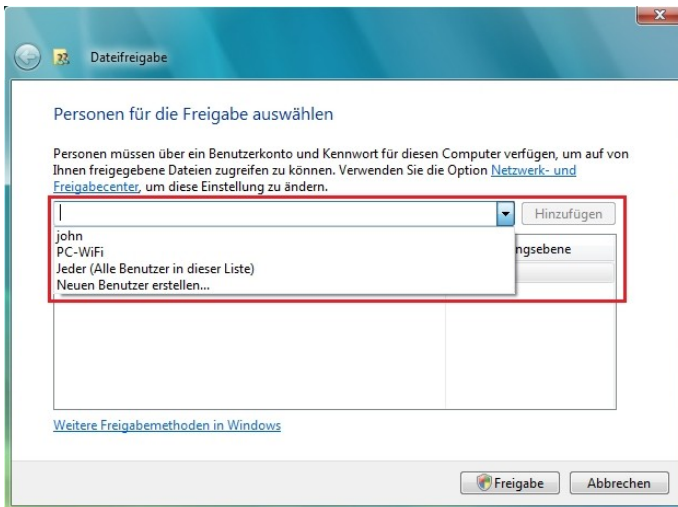 Dateifreigabe
Personen für die Freigabe auswählen
Personen müssen über ein Benutzerkonto und Kennwort für diesen Computer verfügen, um auf von
Ihnen freigegebene Dateien zugreifen zu können. Verwenden Sie die Option Netzwerk- und
Freigabecenter, um diese Einstellung zu ändern.
Hinzufügen
john
PC-WiFi
ngsebene
Jeder (Alle Benutzer in dieser Liste)
Neuen Benutzer erstellen...
Weitere Freigabemethoden in Windows
Freigabe Abbrechen